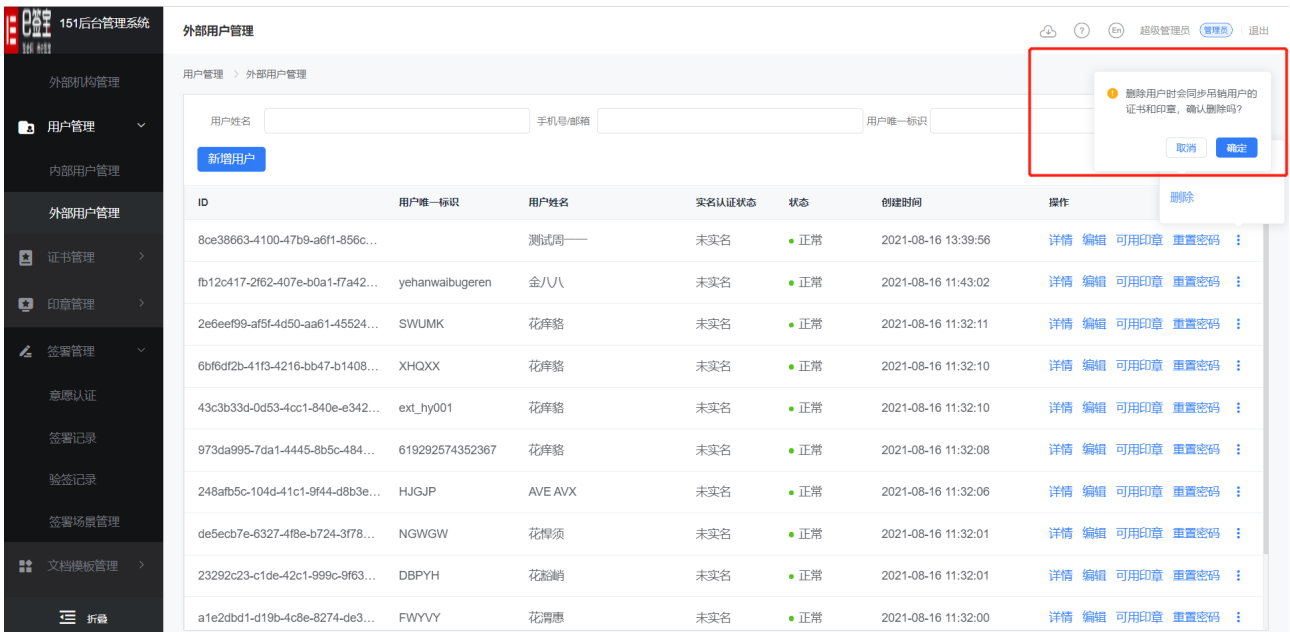 e签宝
151后台管理系统
外部用户管理
En
超级管理员
管理员
退出
外部机构管理
用户管理
内部用户管理
外部用户管理
证书管理
印章管理
签署管理
意愿认证
签署记录
验签记录
签署场景管理
文档模板管理
折叠
用户管理 > 外部用户管理
用户姓名
手机号/邮箱
用户唯一标识
新增用户
删除用户时会同步吊销用户的
证书和印章,确认删除吗?
取消
确定
删除
ID 用户唯一标识 用户姓名 实名认证状态 状态 创建时间 操作
8ce38663-4100-47b9-a6f1-856c... 测试周一一 未实名 正常 2021-08-16 13:39:56 详情 编辑 可用印章 重置密码
fb12c417-2f62-407e-b0a1-f7a42... yehanwaibugeren 金八八 未实名 正常 2021-08-16 11:43:02 详情 编辑 可用印章 重置密码
2e6eef99-af5f-4d50-aa61-45524... SWUMK 花痒貉 未实名 正常 2021-08-16 11:32:11 详情 编辑 可用印章 重置密码
6bf6df2b-41f3-4216-bb47-b1408... XHQXX 花痒貉 未实名 正常 2021-08-16 11:32:10 详情 编辑 可用印章 重置密码
43c3b33d-0d53-4cc1-840e-e342... ext_hy001 花痒貉 未实名 正常 2021-08-16 11:32:10 详情 编辑 可用印章 重置密码
973da995-7da1-4445-8b5c-484... 619292574352367 花痒貉 未实名 正常 2021-08-16 11:32:08 详情 编辑 可用印章 重置密码
248afb5c-104d-41c1-9f44-d8b3e... HJGJP AVE AVX 未实名 正常 2021-08-16 11:32:06 详情 编辑 可用印章 重置密码
de5ecb7e-6327-4f8e-b724-3f78... NGWGW 花悍须 未实名 正常 2021-08-16 11:32:01 详情 编辑 可用印章 重置密码
23292c23-c1de-42c1-999c-9f63... DBPYH 花豁峭 未实名 正常 2021-08-16 11:32:01 详情 编辑 可用印章 重置密码
a1e2dbd1-d19b-4c8e-8274-de3... FWYVY 花渭惠 未实名 正常 2021-08-16 11:32:00 详情 编辑 可用印章 重置密码